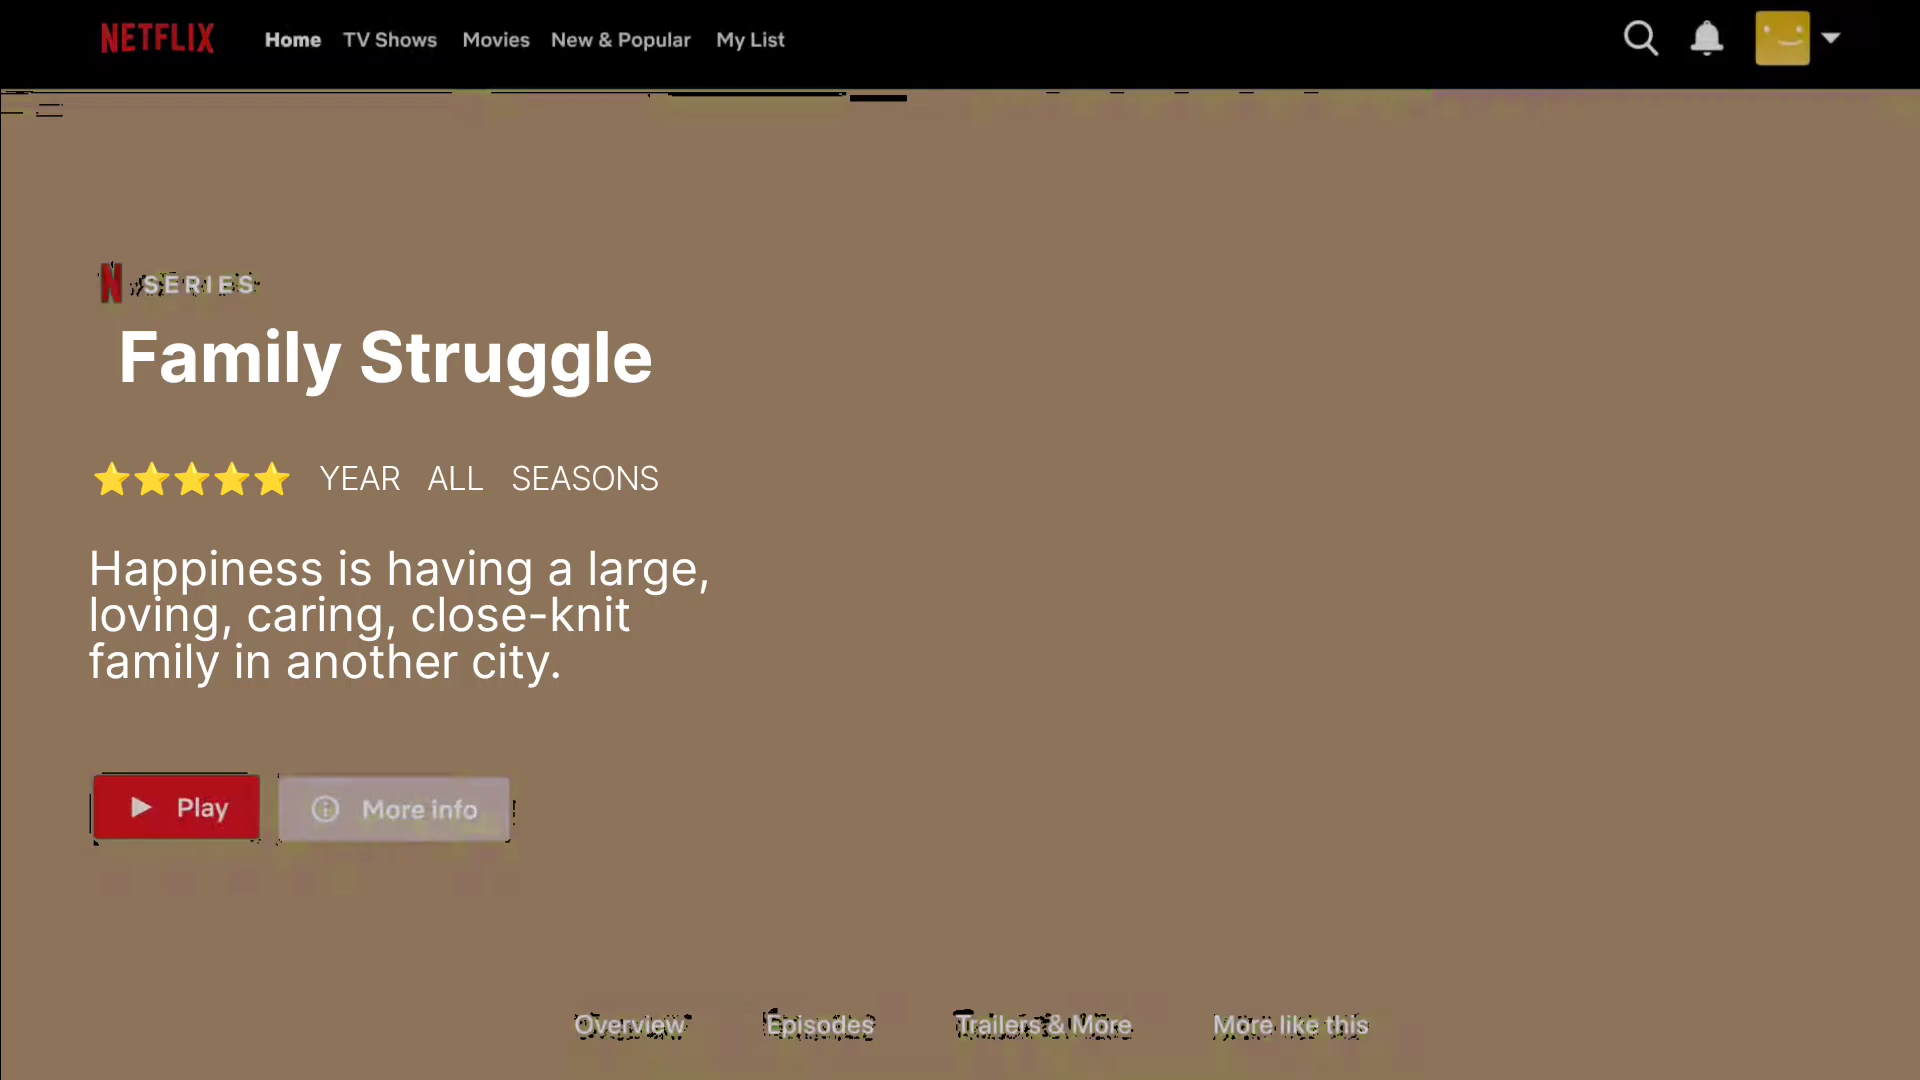 NETFLIX Home TV Shows Movies New & Popular My List
N SERIES
Family Struggle
YEAR ALL SEASONS
Happiness is having a large,
loving, caring, close-knit
family in another city.
Play More info
Overview Episodes Trailers & More More like this